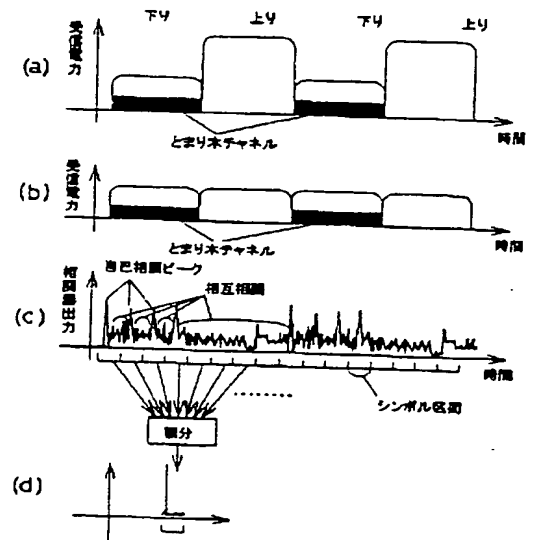 下り 上り 下り 上り
(a)
受信電力
とまり木チャネル
時間
(b)
受信電力
とまり木チャネル
時間
自己相関ピーク
相互相関
(c)
相関器出力
時間
シンボル区間
積分
(d)